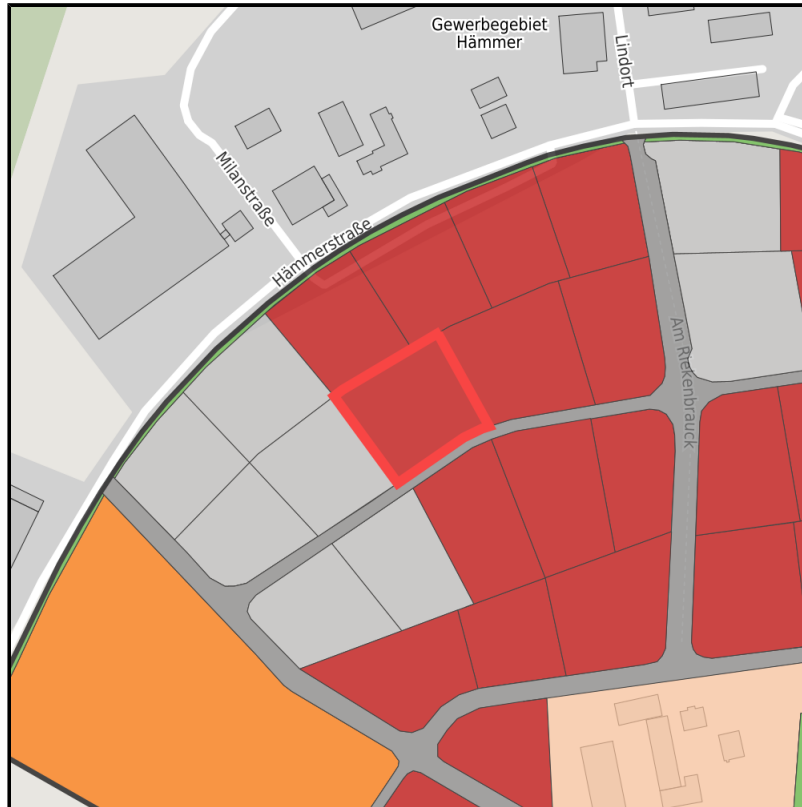 Gewerbegebiet
Hämmer
Lindort
Milanstraße
Hämmerstraße
Am Riekenbrauck